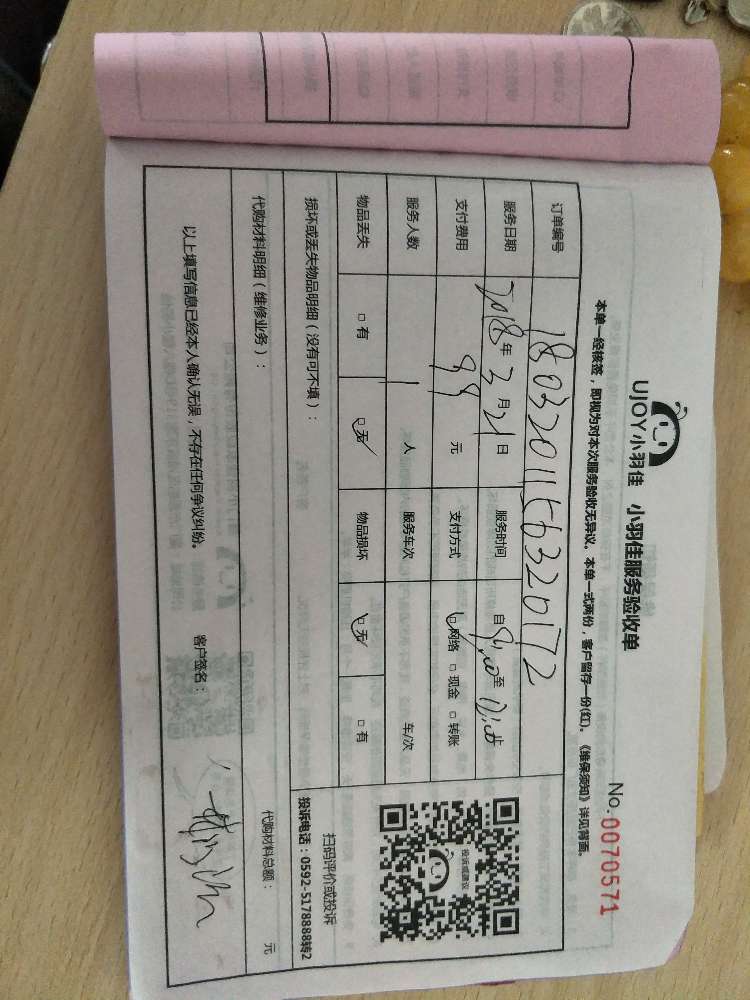 UJOY小羽佳 小羽佳服务验收单
No. 0070571
本单一经核签，即视为对本次服务验收无异议。本单一式两份，客户留存一份(红)。《维保须知》详见背面。
订单编号 1803201156320172
服务日期 2018年3月21日 服务时间 自 至
支付费用 99元 支付方式 □网络 □现金 □转账
服务人数 1人 服务车次 车/次
物品丢失 □有 □无 物品损坏 □无 □有
损坏或丢失物品明细（没有可不填）：
投诉或建议
扫码评价或投诉
投诉电话：0592-5178888转2
代购材料明细（维修业务）： 代购材料总额： 元
以上填写信息已经本人确认无误，不存在任何争议纠纷。 客户签名：